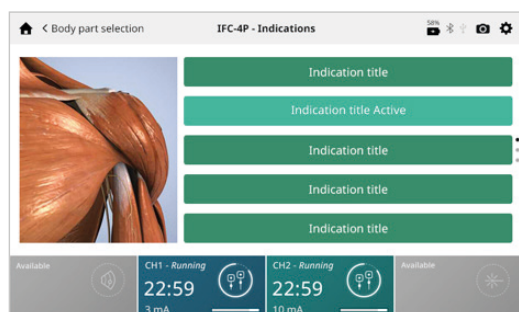 < Body part selection
IFC-4P - Indications
58%
Indication title
Indication title Active
Indication title
Indication title
Indication title
Available
CH1 - Running
22:59
3 mA
CH2 - Running
22:59
10 mA
Available